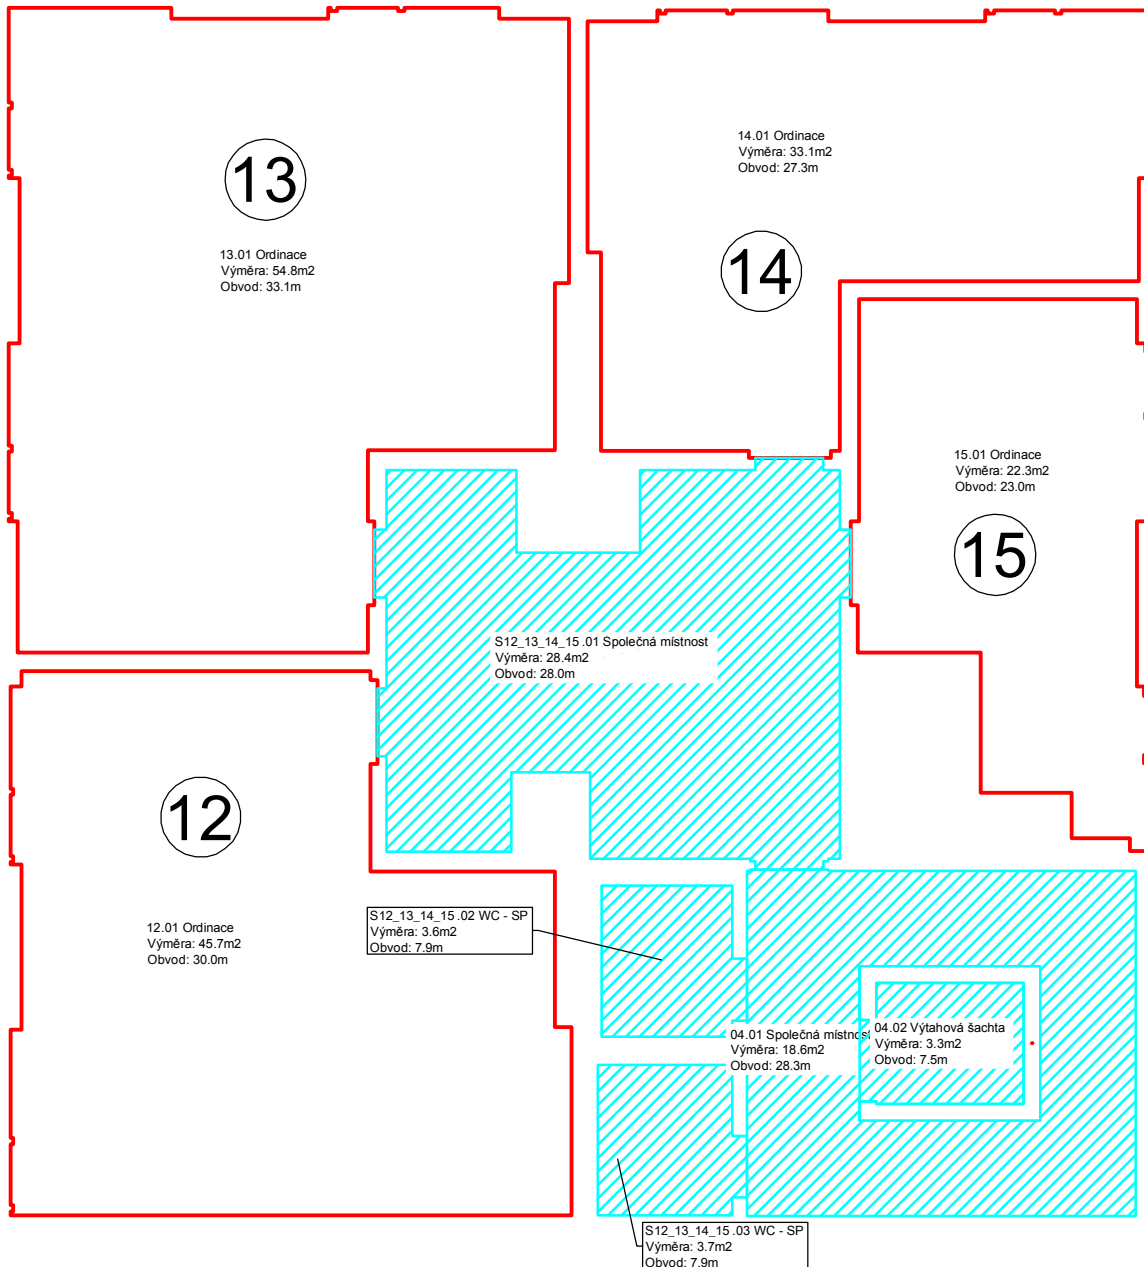 13
13.01 Ordinace
Výměra: 54.8m2
Obvod: 33.1m
14.01 Ordinace
Výměra: 33.1m2
Obvod: 27.3m
14
15.01 Ordinace
Výměra: 22.3m2
Obvod: 23.0m
15
S12_13_14_15.01 Společná místnost
Výměra: 28.4m2
Obvod: 28.0m
12
12.01 Ordinace
Výměra: 45.7m2
Obvod: 30.0m
S12_13_14_15.02 WC - SP
Výměra: 3.6m2
Obvod: 7.9m
04.01 Společná místnost
Výměra: 18.6m2
Obvod: 28.3m
04.02 Výtahová šachta
Výměra: 3.3m2
Obvod: 7.5m
S12_13_14_15.03 WC - SP
Výměra: 3.7m2
Obvod: 7.9m